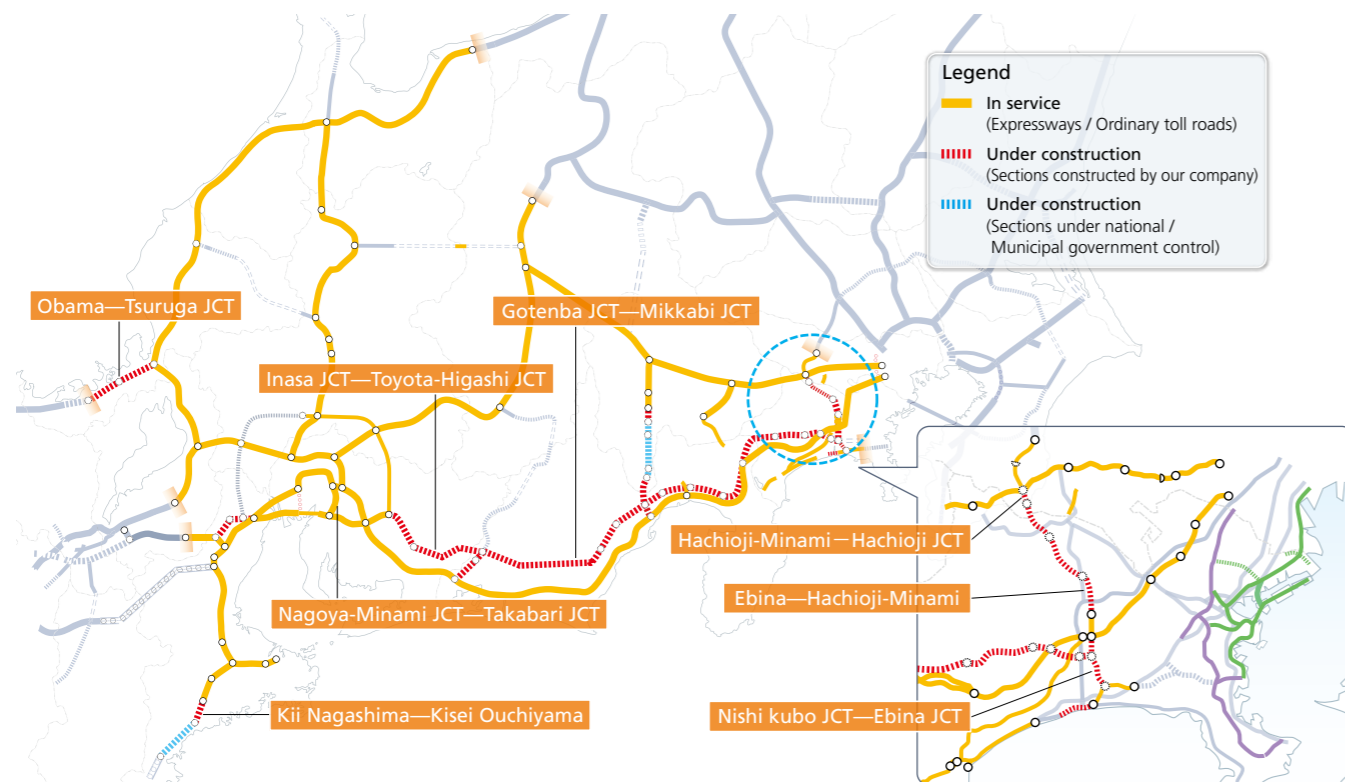 Legend
In service
(Expressways / Ordinary toll roads)
Under construction
(Sections constructed by our company)
Under construction
(Sections under national /
Municipal government control)
Obama—Tsuruga JCT
Gotenba JCT—Mikkabi JCT
Inasa JCT—Toyota-Higashi JCT
Hachioji-Minami－Hachioji JCT
Ebina—Hachioji-Minami
Nagoya-Minami JCT—Takabari JCT
Kii Nagashima—Kisei Ouchiyama
Nishi kubo JCT—Ebina JCT